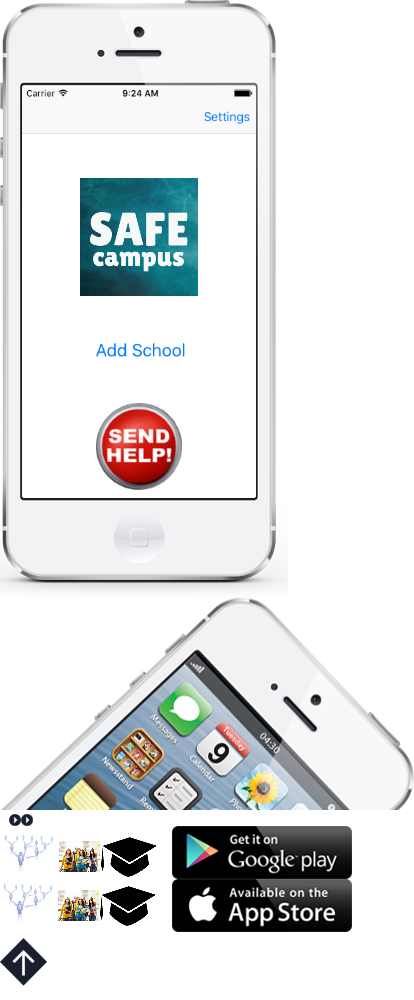 Carrier 9:24 AM
Settings
SAFE
campus
Add School
SEND
HELP!
04:30
Messages
Tuesday
9
Calendar
Newsstand
Get it on
Google play
Available on the
App Store